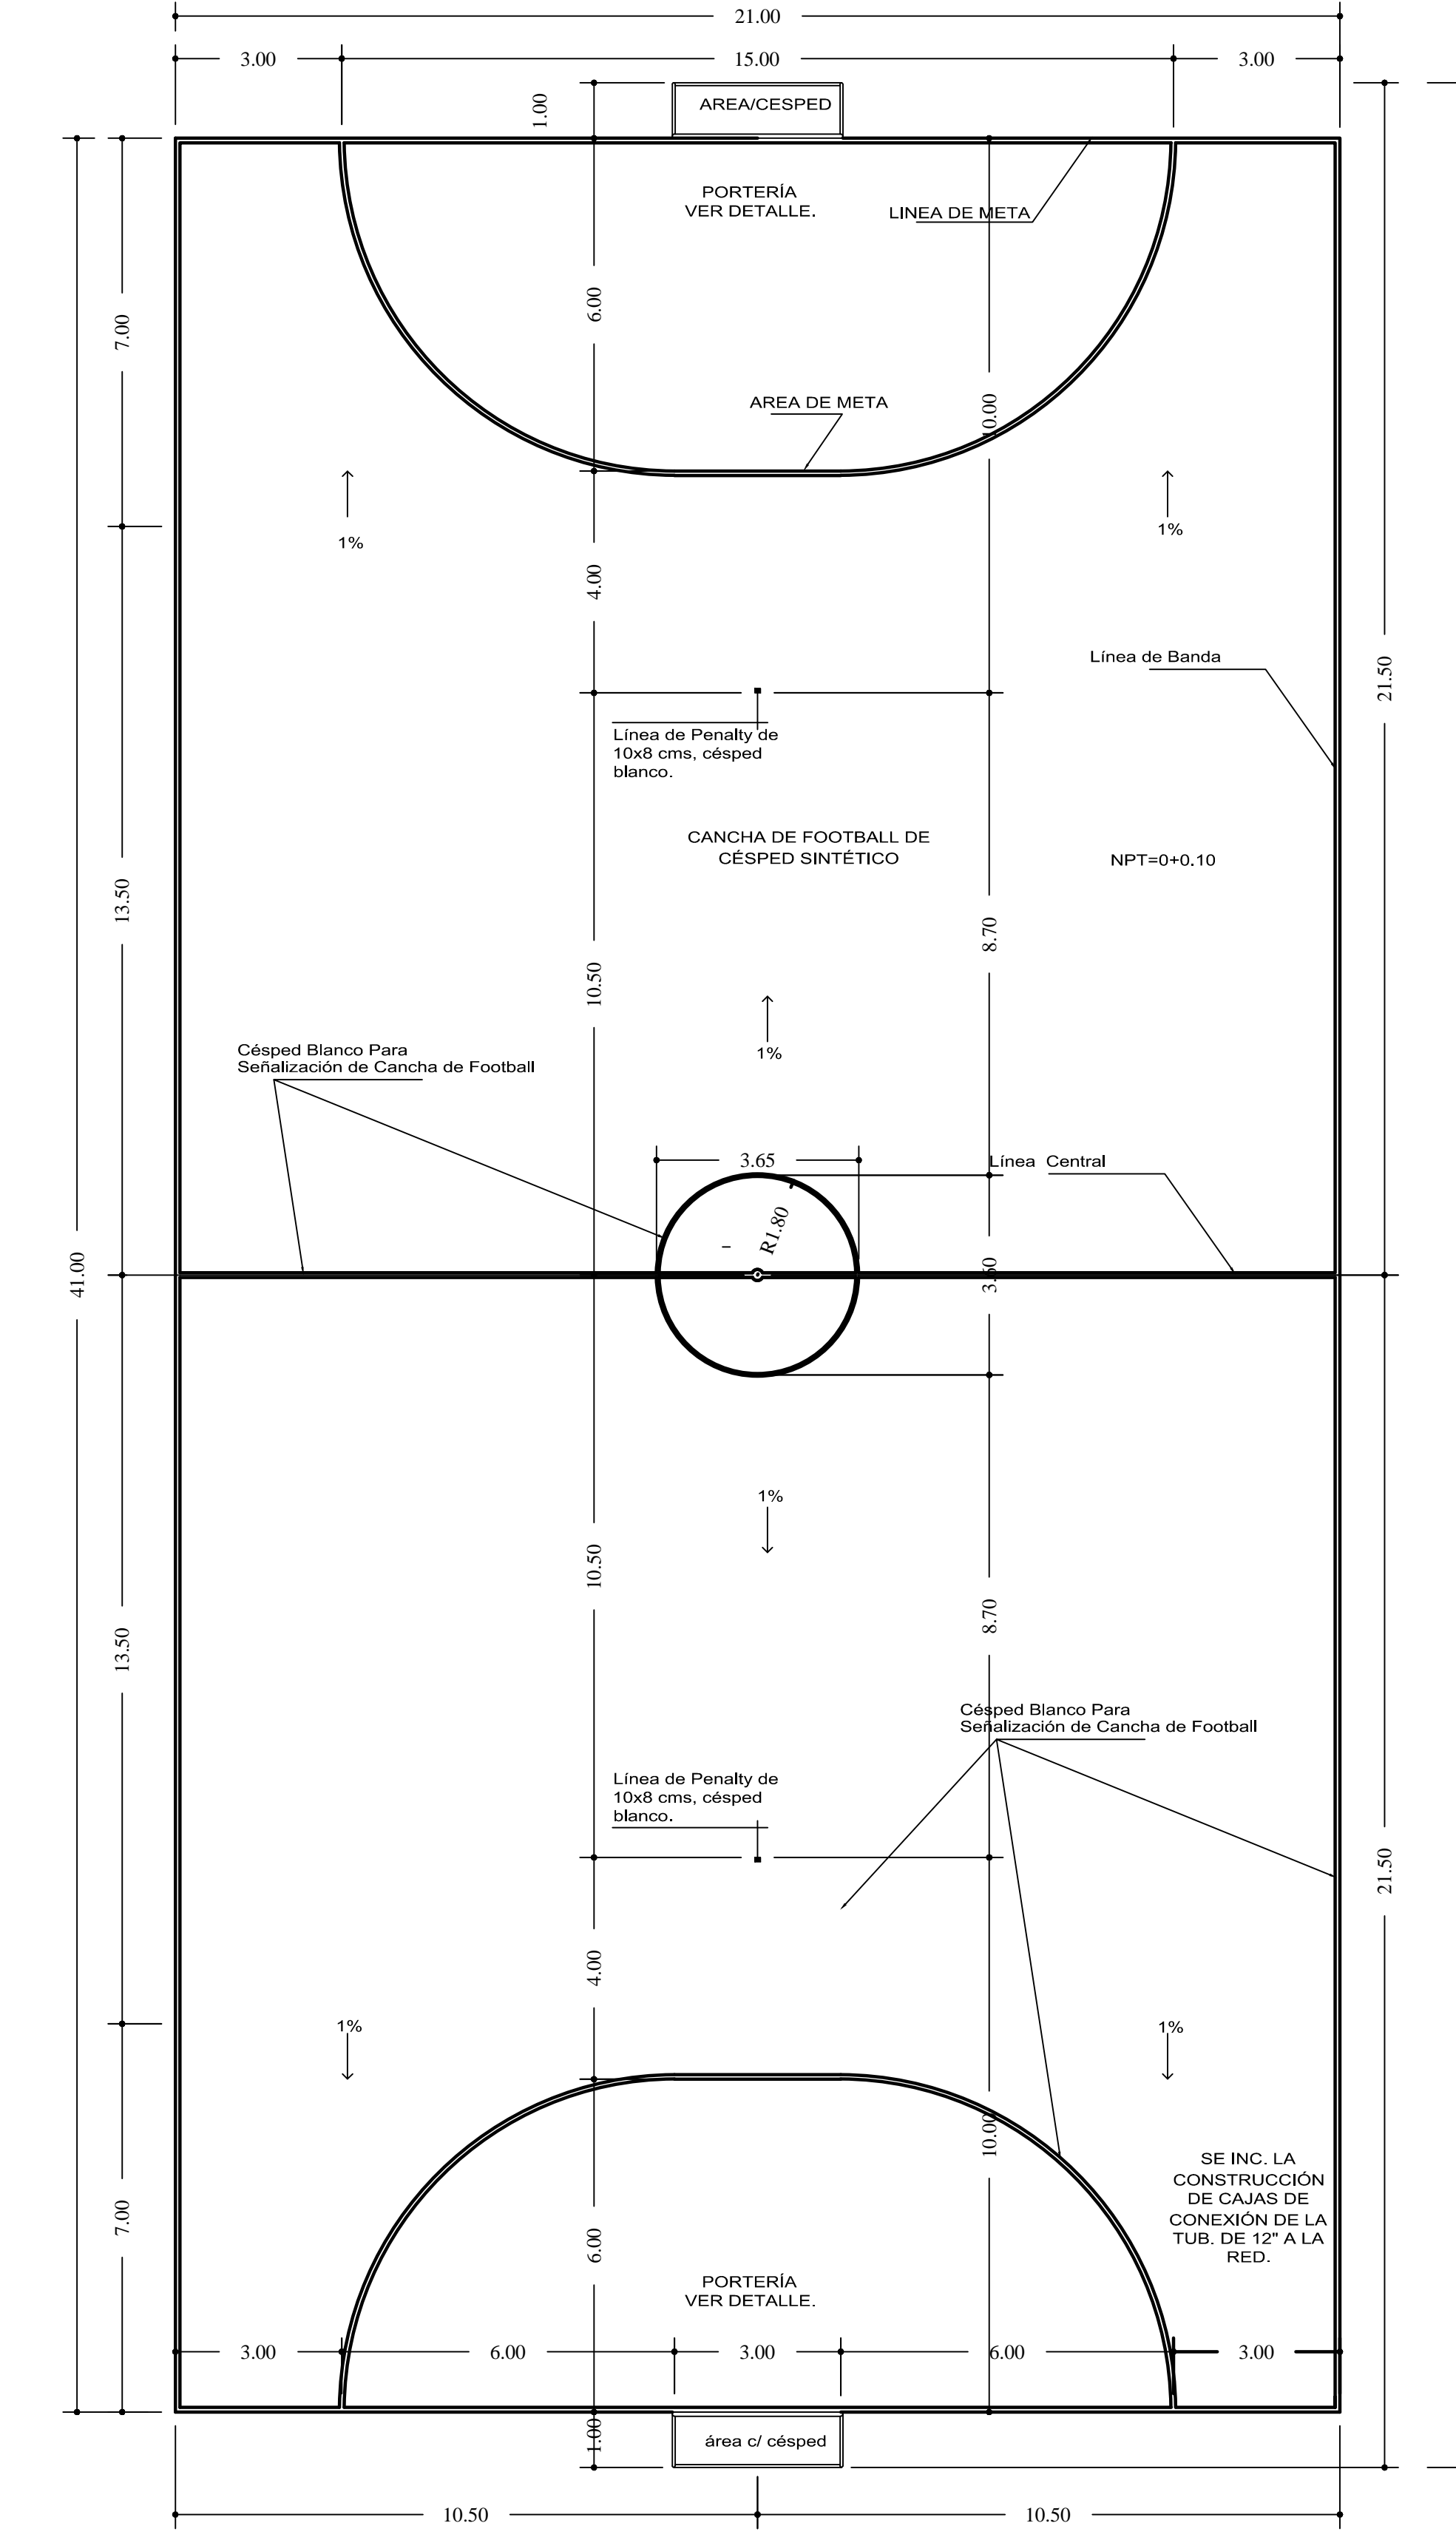 21.00
3.00
15.00
3.00
1.00
AREA/CESPED
PORTERÍA
VER DETALLE.
LINEA DE META
6.00
7.00
AREA DE META
10.00
1%
1%
4.00
Línea de Banda
21.50
Línea de Penalty de
10x8 cms, césped
blanco.
CANCHA DE FOOTBALL DE
CÉSPED SINTÉTICO
NPT=0+0.10
13.50
8.70
10.50
1%
Césped Blanco Para
Señalización de Cancha de Football
3.65
Línea Central
R1.80
41.00
3.60
1%
10.50
8.70
13.50
Césped Blanco Para
Señalización de Cancha de Football
Línea de Penalty de
10x8 cms, césped
blanco.
21.50
4.00
1%
1%
10.00
SE INC. LA
CONSTRUCCIÓN
DE CAJAS DE
CONEXIÓN DE LA
TUB. DE 12" A LA
RED.
7.00
6.00
PORTERÍA
VER DETALLE.
3.00
6.00
3.00
6.00
3.00
1.00
área c/ césped
10.50
10.50